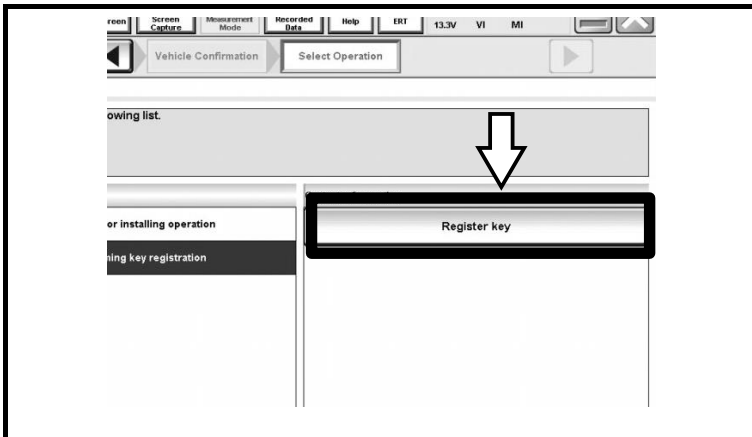 reen
Screen
Capture
Measurement
Mode
Recorded
Data
Help
ERT
13.3V VI MI
Vehicle Confirmation
Select Operation
owing list.
or installing operation
Register key
ning key registration